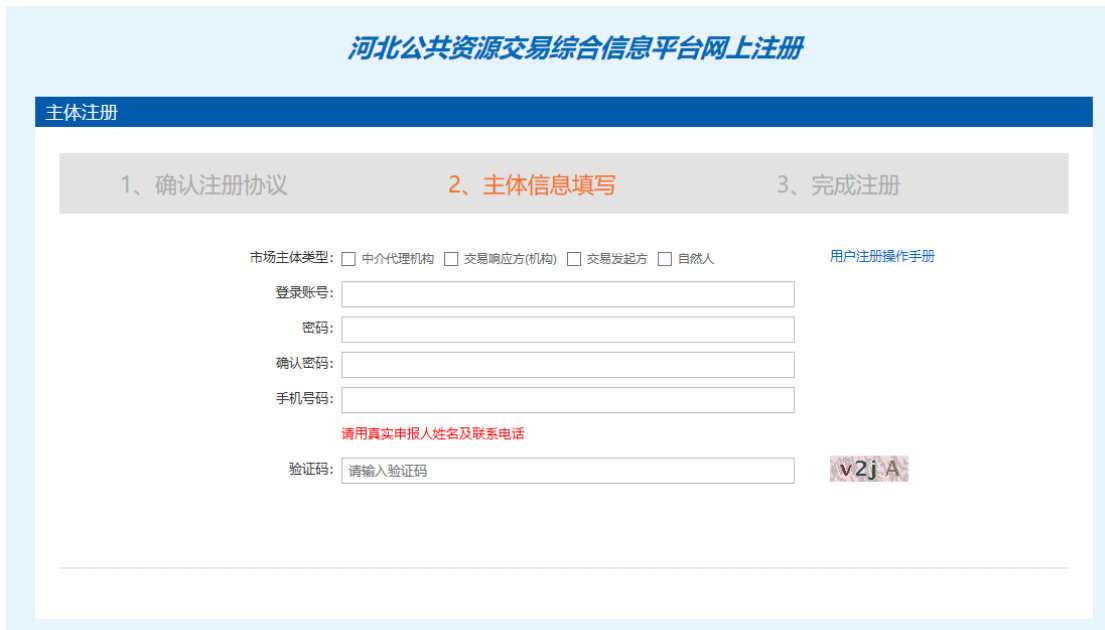 河北公共资源交易综合信息平台网上注册
主体注册
1、确认注册协议 2、主体信息填写 3、完成注册
市场主体类型: 中介代理机构 交易响应方(机构) 交易发起方 自然人 用户注册操作手册
登录账号:
密码:
确认密码:
手机号码:
请用真实申报人姓名及联系电话
验证码: 请输入验证码 v2jA